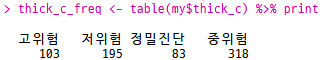 > thick_c_freq <- table(my$thick_c) %>% print
고위험 저위험 정밀진단 중위험
103 195 83 318